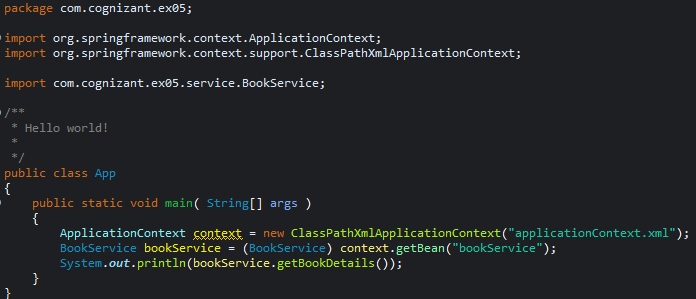 package com.cognizant.ex05;
import org.springframework.context.ApplicationContext;
import org.springframework.context.support.ClassPathXmlApplicationContext;
import com.cognizant.ex05.service.BookService;
/**
 * Hello world!
 *
 */
public class App
{
    public static void main( String[] args )
    {
        ApplicationContext context = new ClassPathXmlApplicationContext("applicationContext.xml");
        BookService bookService = (BookService) context.getBean("bookService");
        System.out.println(bookService.getBookDetails());
    }
}